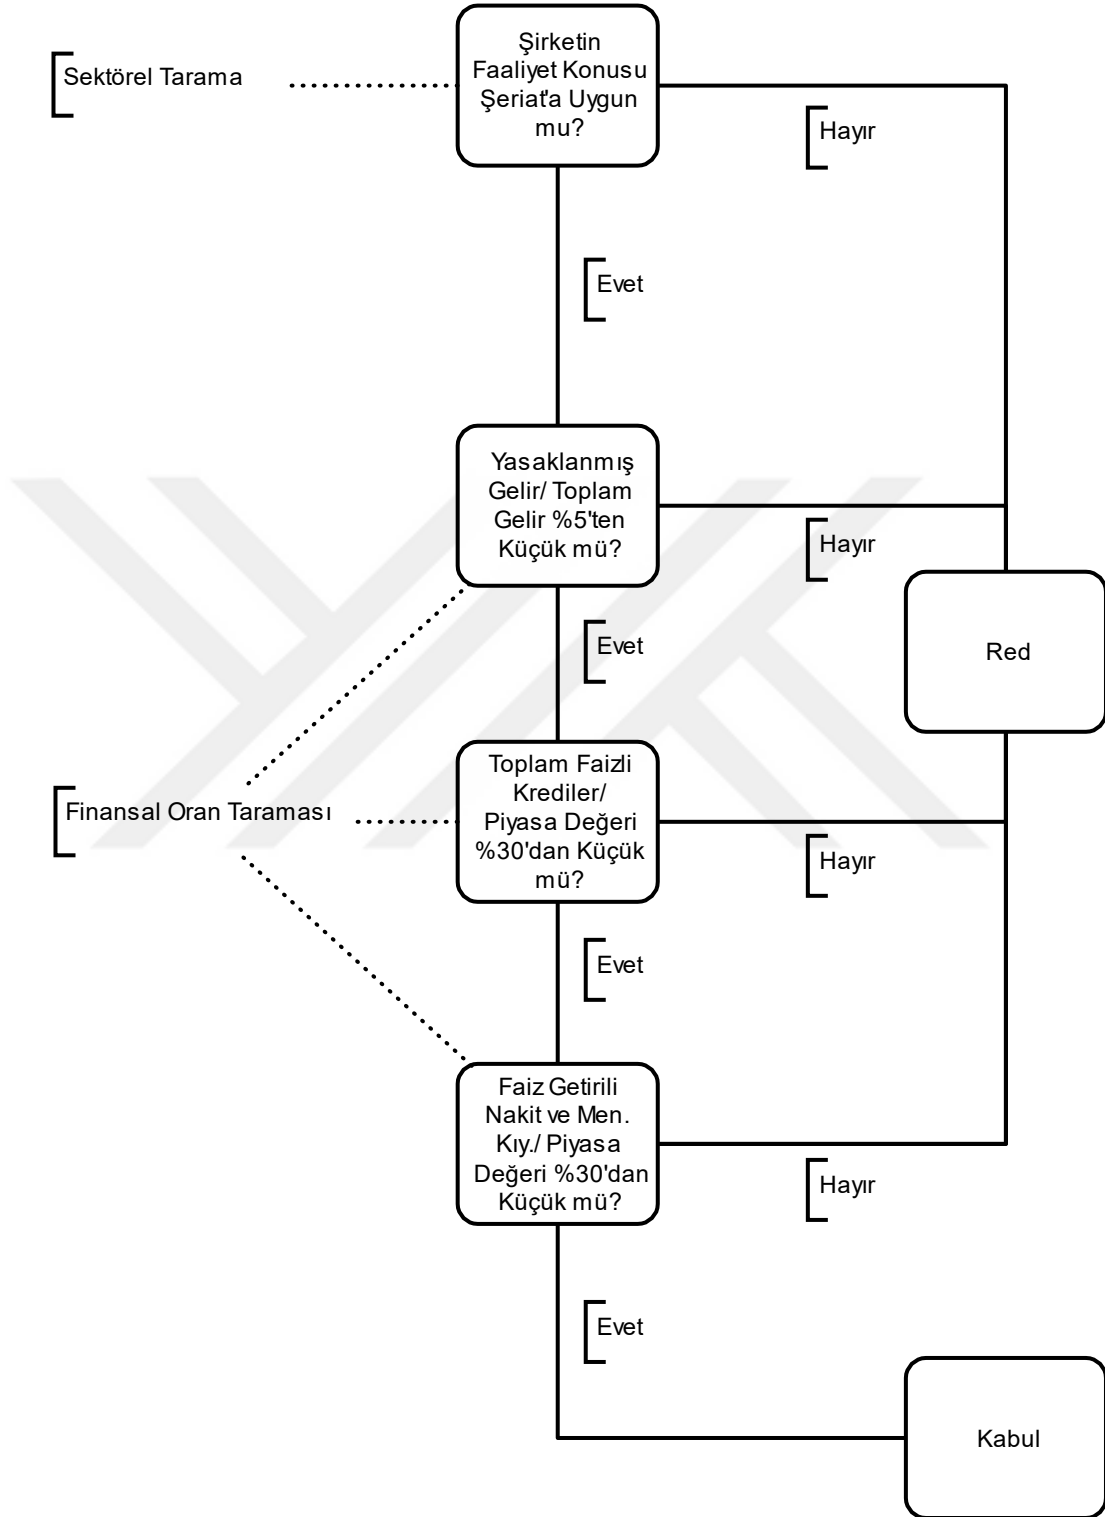 Şirketin
Faaliyet Konusu
Şeriat'a Uygun
mu?
Sektörel Tarama
Hayır
Evet
Yasaklanmış
Gelir/ Toplam
Gelir %5'ten
Küçük mü?
Hayır
Evet
Red
Toplam Faizli
Krediler/
Piyasa Değeri
%30'dan Küçük
mü?
Finansal Oran Taraması
Hayır
Evet
Faiz Getirili
Nakit ve Men.
Kıy./ Piyasa
Değeri %30'dan
Küçük mü?
Hayır
Evet
Kabul